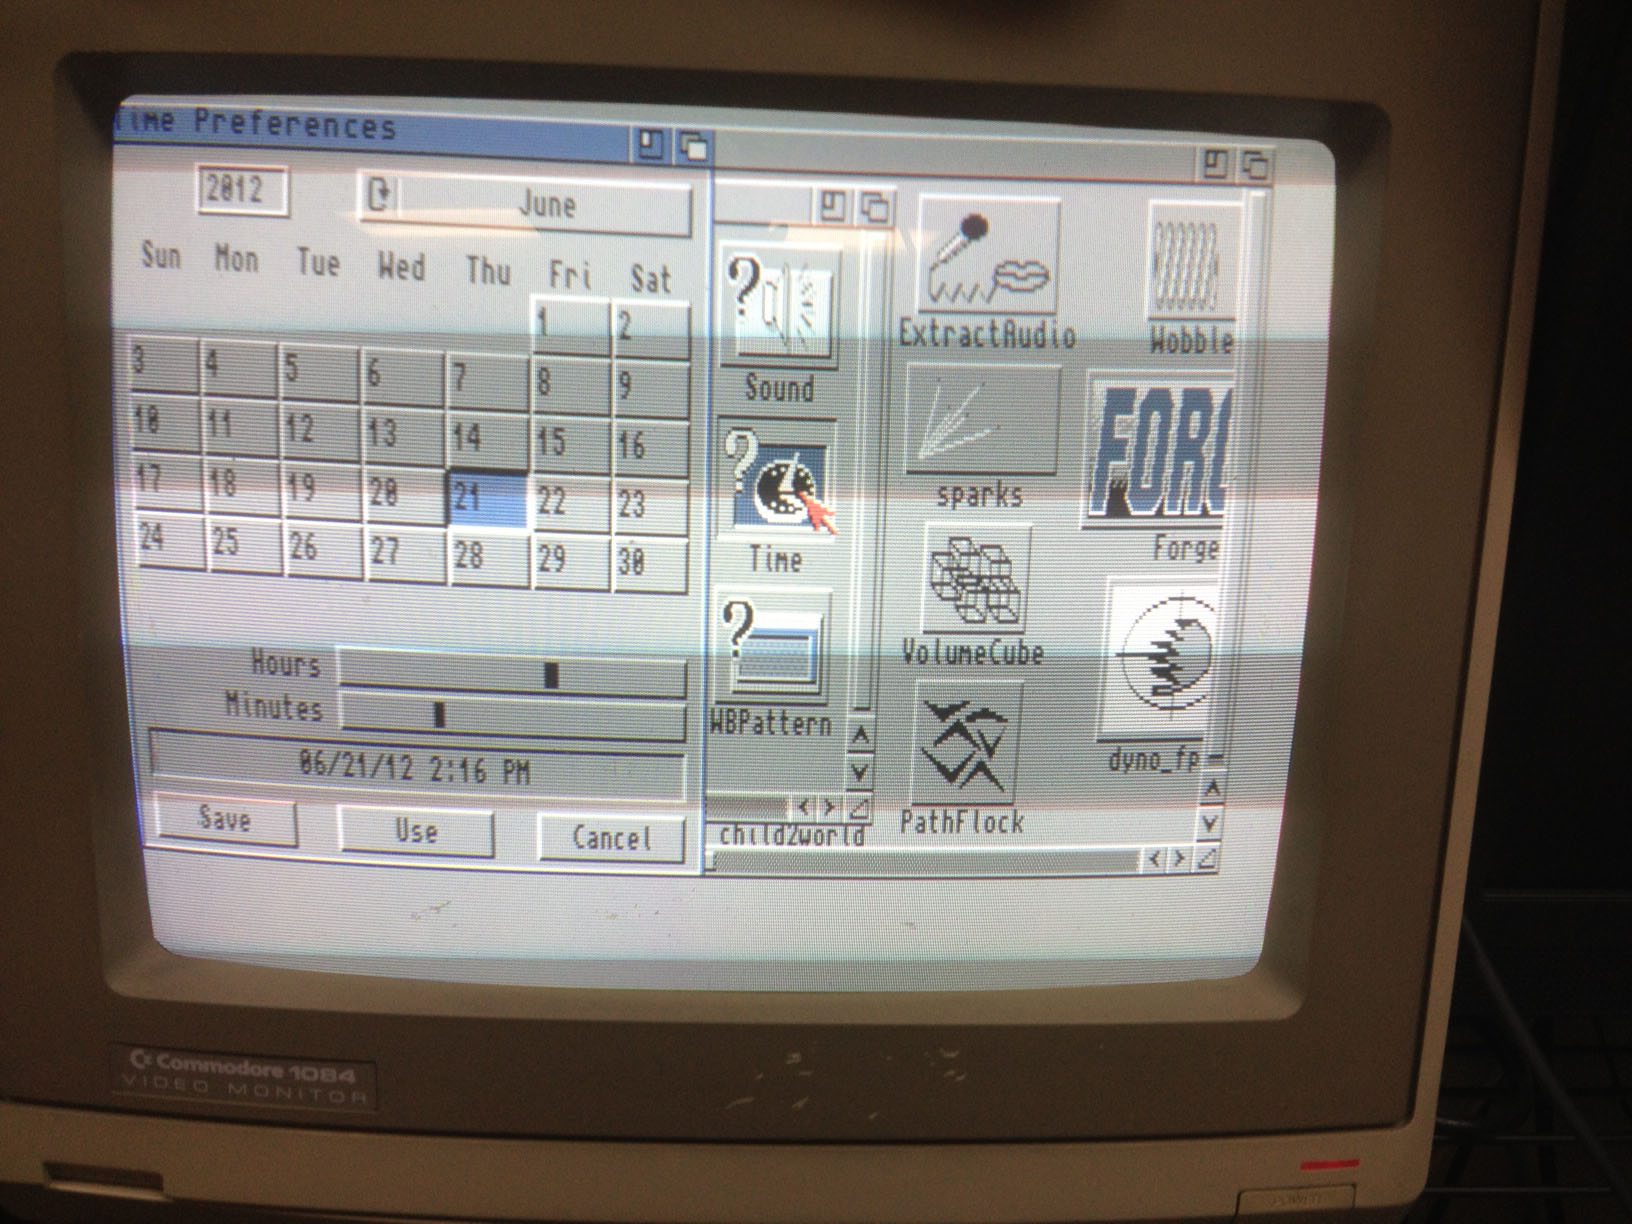 Time Preferences
2012
June
Sun Mon Tue Wed Thu Fri Sat
1 2
3 4 5 6 7 8 9
10 11 12 13 14 15 16
17 18 19 20 21 22 23
24 25 26 27 28 29 30
Hours
Minutes
06/21/12 2:16 PM
Save Use Cancel
?
Sound
?
Time
?
WBPattern
child2world
ExtractAudio
Wobble
sparks
FORG
Forge
VolumeCube
dyno_fp
PathFlock
Commodore 1084
VIDEO MONITOR
POWER